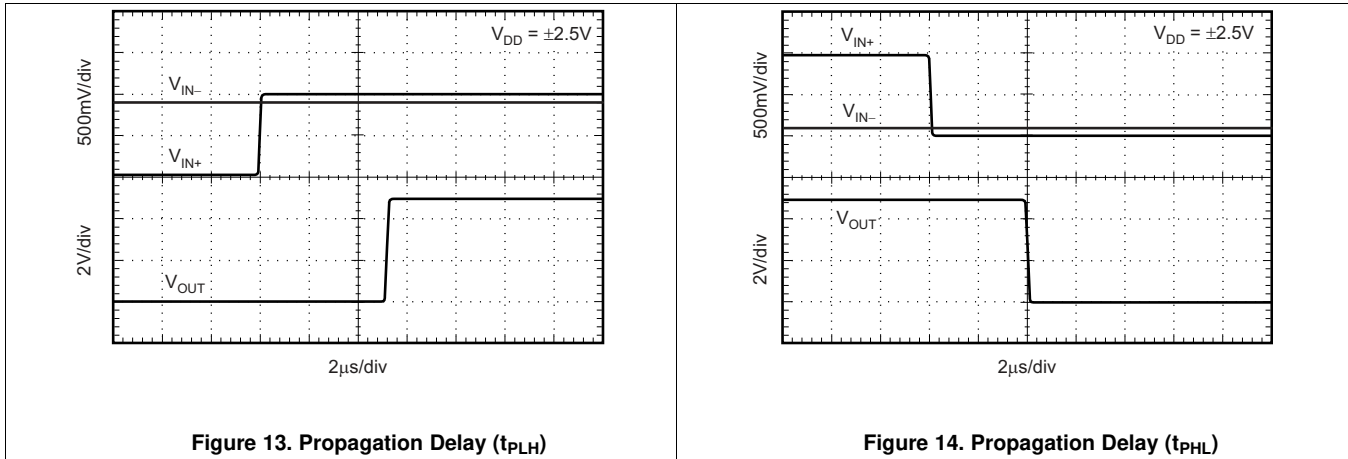 V_DD = ±2.5V
500mV/div
V_IN−
V_IN+
2V/div
V_OUT
2µs/div
Figure 13. Propagation Delay (t_PLH)
V_IN+
V_DD = ±2.5V
500mV/div
V_IN−
V_OUT
2V/div
2µs/div
Figure 14. Propagation Delay (t_PHL)